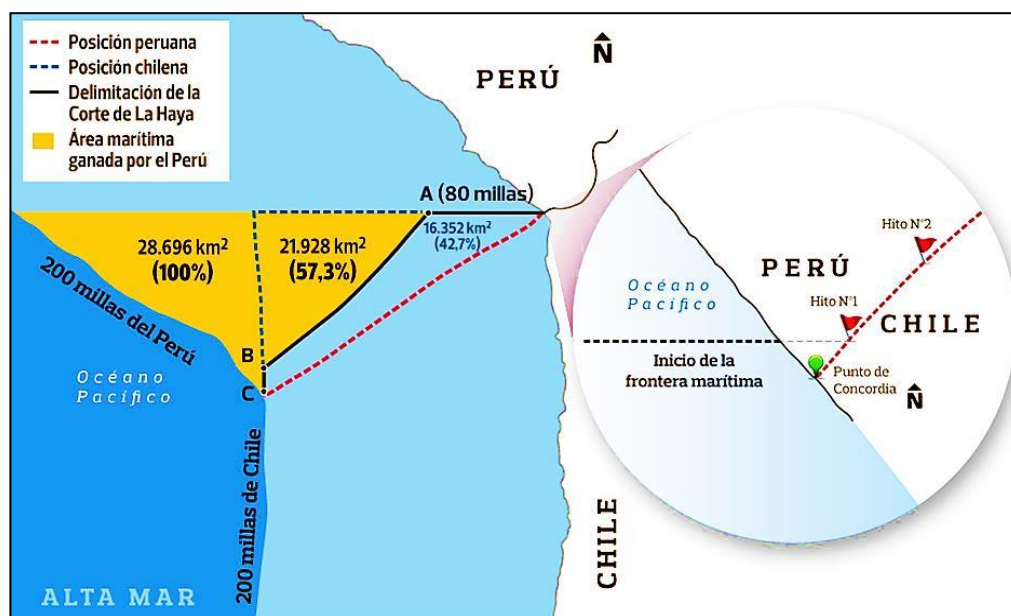 Posición peruana
Posición chilena
Delimitación de la
Corte de La Haya
Área marítima
ganada por el Perú
PERÚ
N
A (80 millas)
16.352 km²
(42,7%)
28.696 km²
(100%)
21.928 km²
(57,3%)
200 millas del Perú
B
C
Océano
Pacífico
200 millas de Chile
ALTA MAR
CHILE
Hito N°2
PERÚ
Océano
Pacífico
Hito N°1
CHILE
Inicio de la
frontera marítima
Punto de
Concordia
N